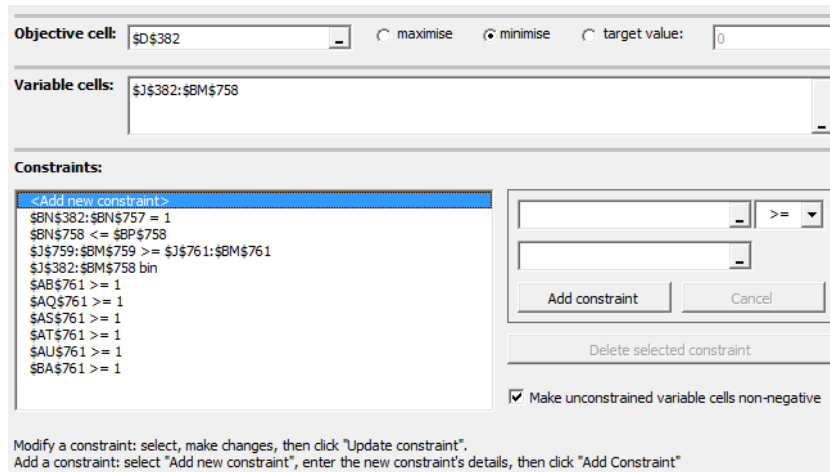 Objective cell: $D$382 _ maximise minimise target value: 0
Variable cells: $J$382:$BM$758 _
Constraints:
<Add new constraint>
$BN$382:$BN$757 = 1
$BN$758 <= $BP$758
$J$759:$BM$759 >= $J$761:$BM$761
$J$382:$BM$758 bin
$AB$761 >= 1
$AQ$761 >= 1
$AS$761 >= 1
$AT$761 >= 1
$AU$761 >= 1
$BA$761 >= 1
_ >=
_
Add constraint Cancel
Delete selected constraint
Make unconstrained variable cells non-negative
Modify a constraint: select, make changes, then click "Update constraint".
Add a constraint: select "Add new constraint", enter the new constraint's details, then click "Add Constraint"